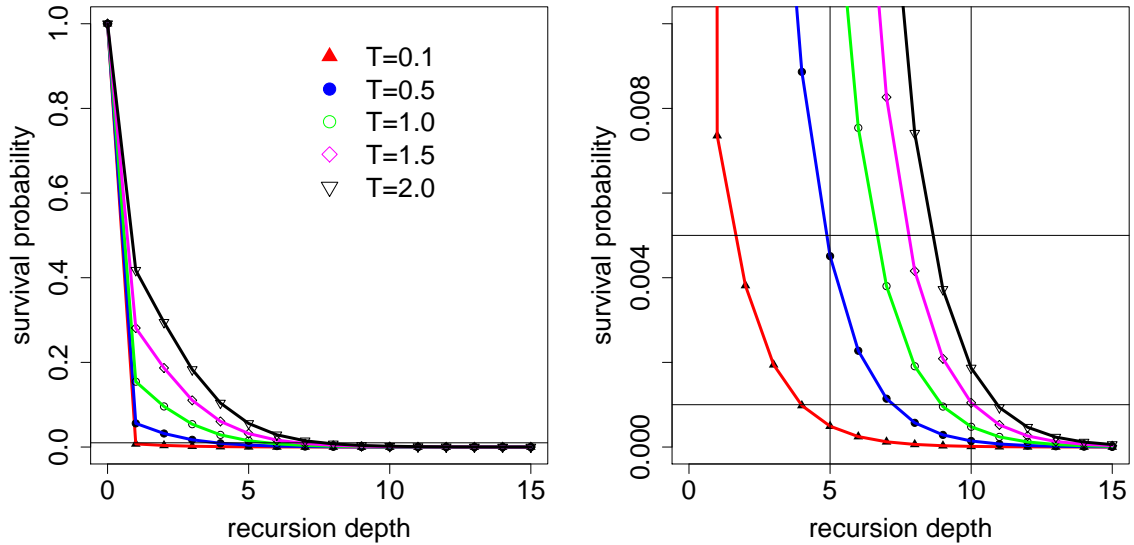 survival probability
1.0
0.8
0.6
0.4
0.2
0.0
T=0.1
T=0.5
T=1.0
T=1.5
T=2.0
0 5 10 15
recursion depth
survival probability
0.008
0.004
0.000
0 5 10 15
recursion depth